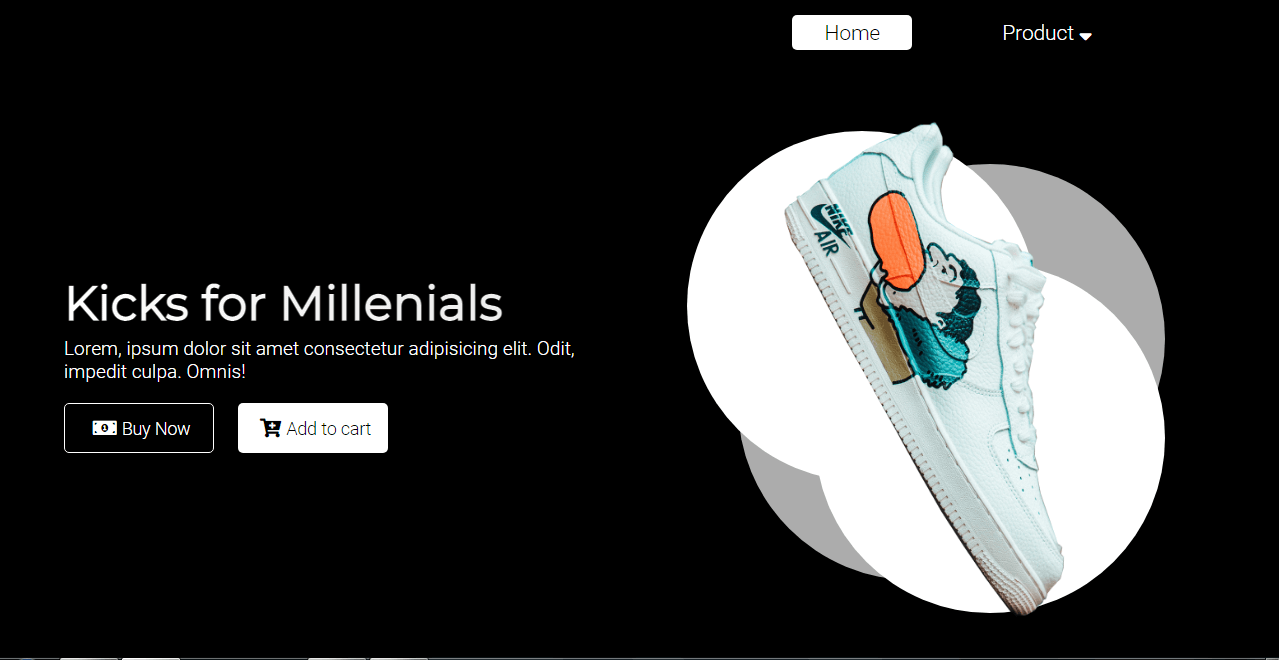 Home
Product
Kicks for Millenials
Lorem, ipsum dolor sit amet consectetur adipisicing elit. Odit,
impedit culpa. Omnis!
Buy Now
Add to cart
NIKE
AIR